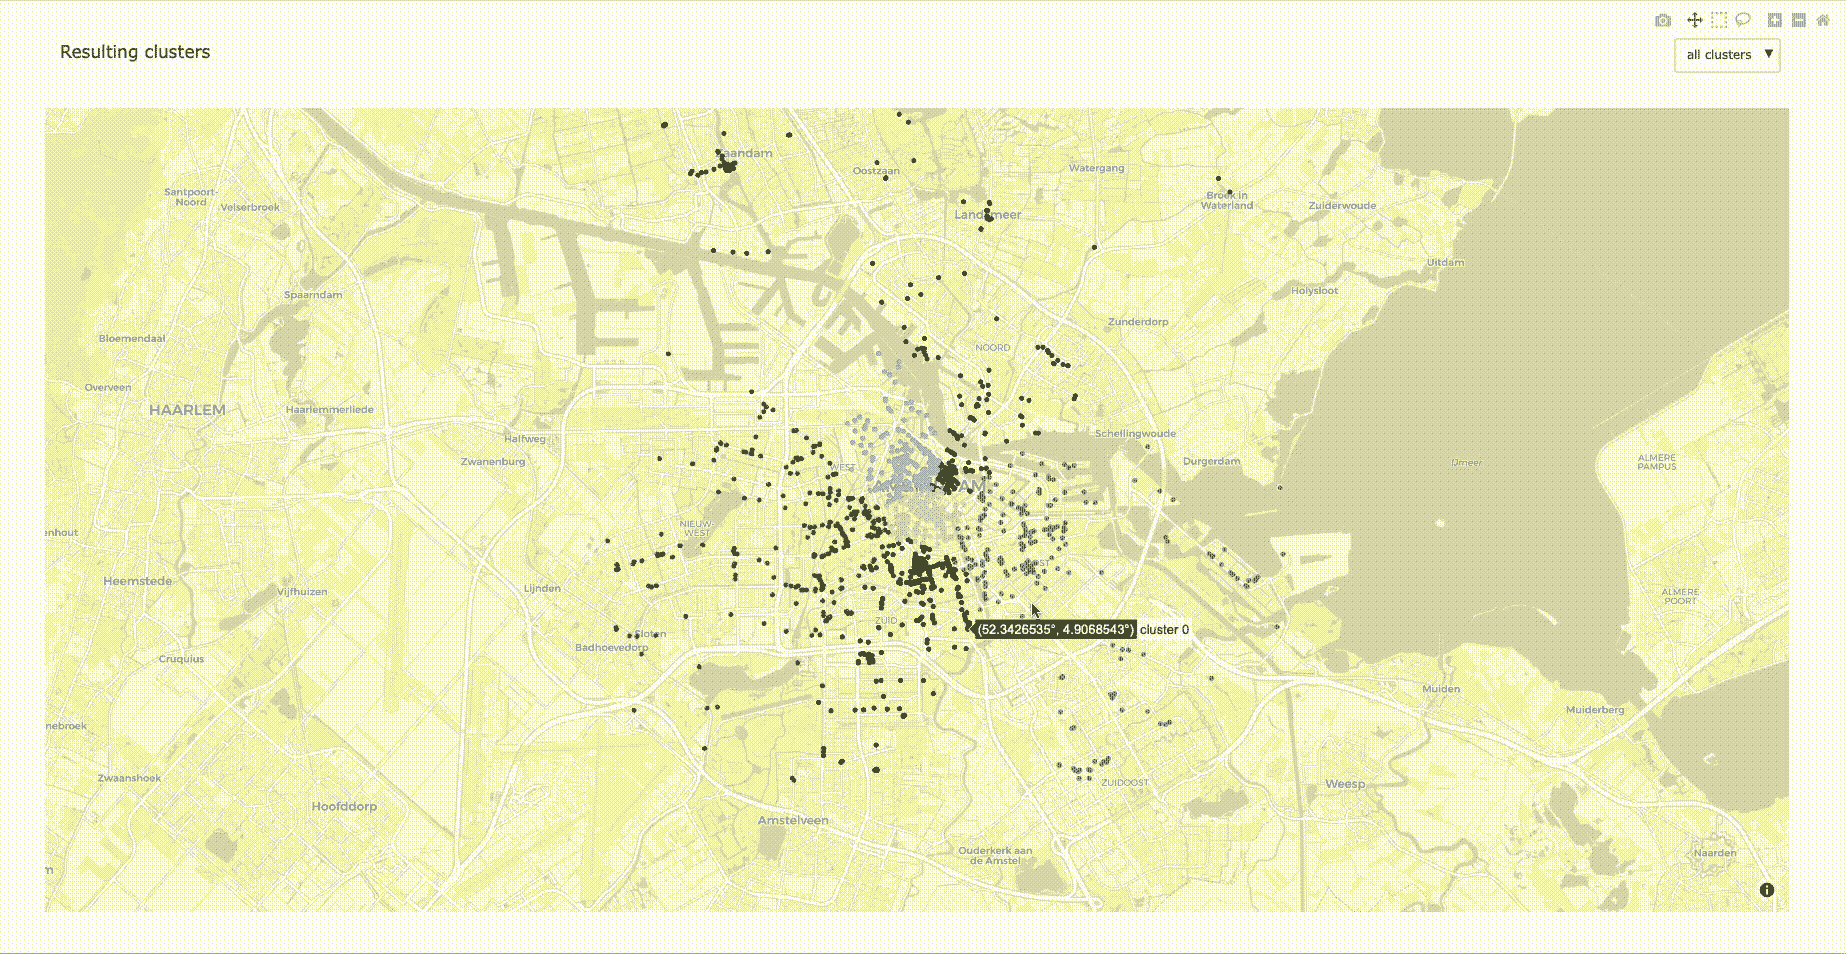 Resulting clusters
all clusters ▼
aandam
Oostzaan
Watergang
Santpoort-
Noord
Velserbroek
Broek in
Waterland
Zuiderwoude
Landsmeer
Uitdam
Spaarndam
Holysloot
Zunderdorp
Bloemendaal
NOORD
Overveen
HAARLEM
Haarlemmerliede
Halfweg
Schellingwoude
Zwanenburg
WEST
Durgerdam
IJmeer
ALMERE
PAMPUS
NIEUW
WEST
enhout
Heemstede
Vijfhuizen
Lijnden
ALMERE
POORT
ZUID
(52.3426535°, 4.9068543°) cluster 0
Sloten
Badhoevedorp
Cruquius
Muiden
Muiderberg
nebroek
Zwaanshoek
ZUIDOOST
Weesp
Hoofddorp
Amstelveen
Ouderkerk aan
de Amstel
Naarden
m